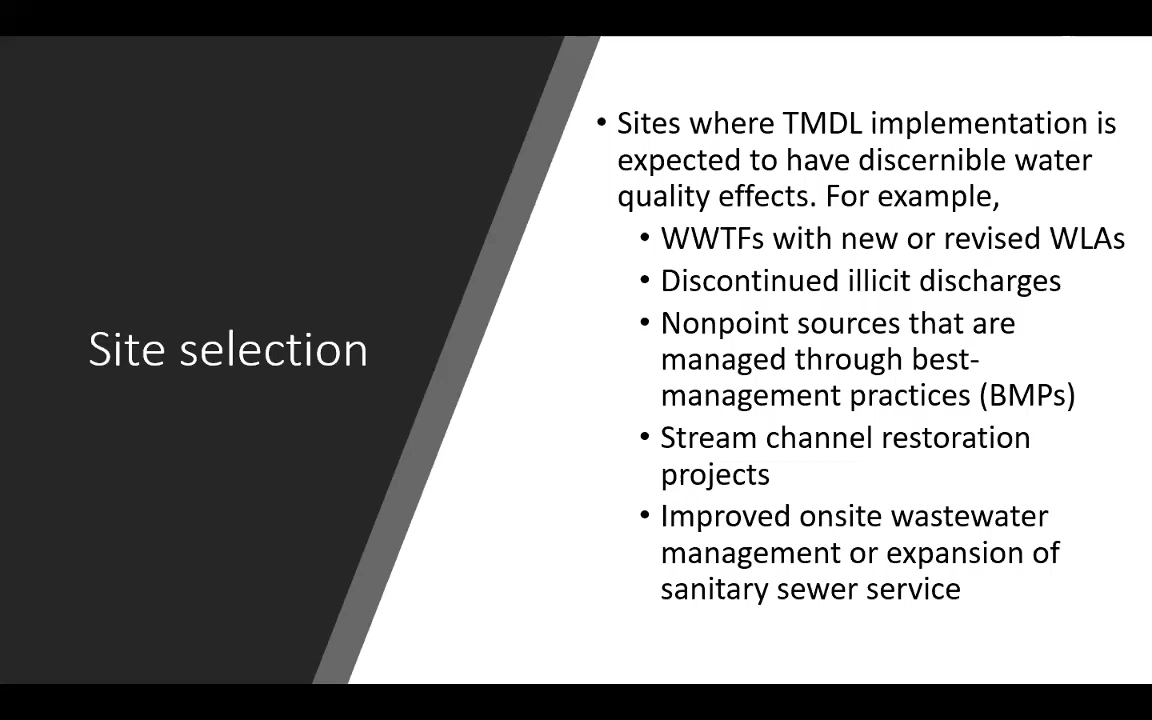 Site selection
• Sites where TMDL implementation is
expected to have discernible water
quality effects. For example,
• WWTFs with new or revised WLAs
• Discontinued illicit discharges
• Nonpoint sources that are
managed through best-
management practices (BMPs)
• Stream channel restoration
projects
• Improved onsite wastewater
management or expansion of
sanitary sewer service